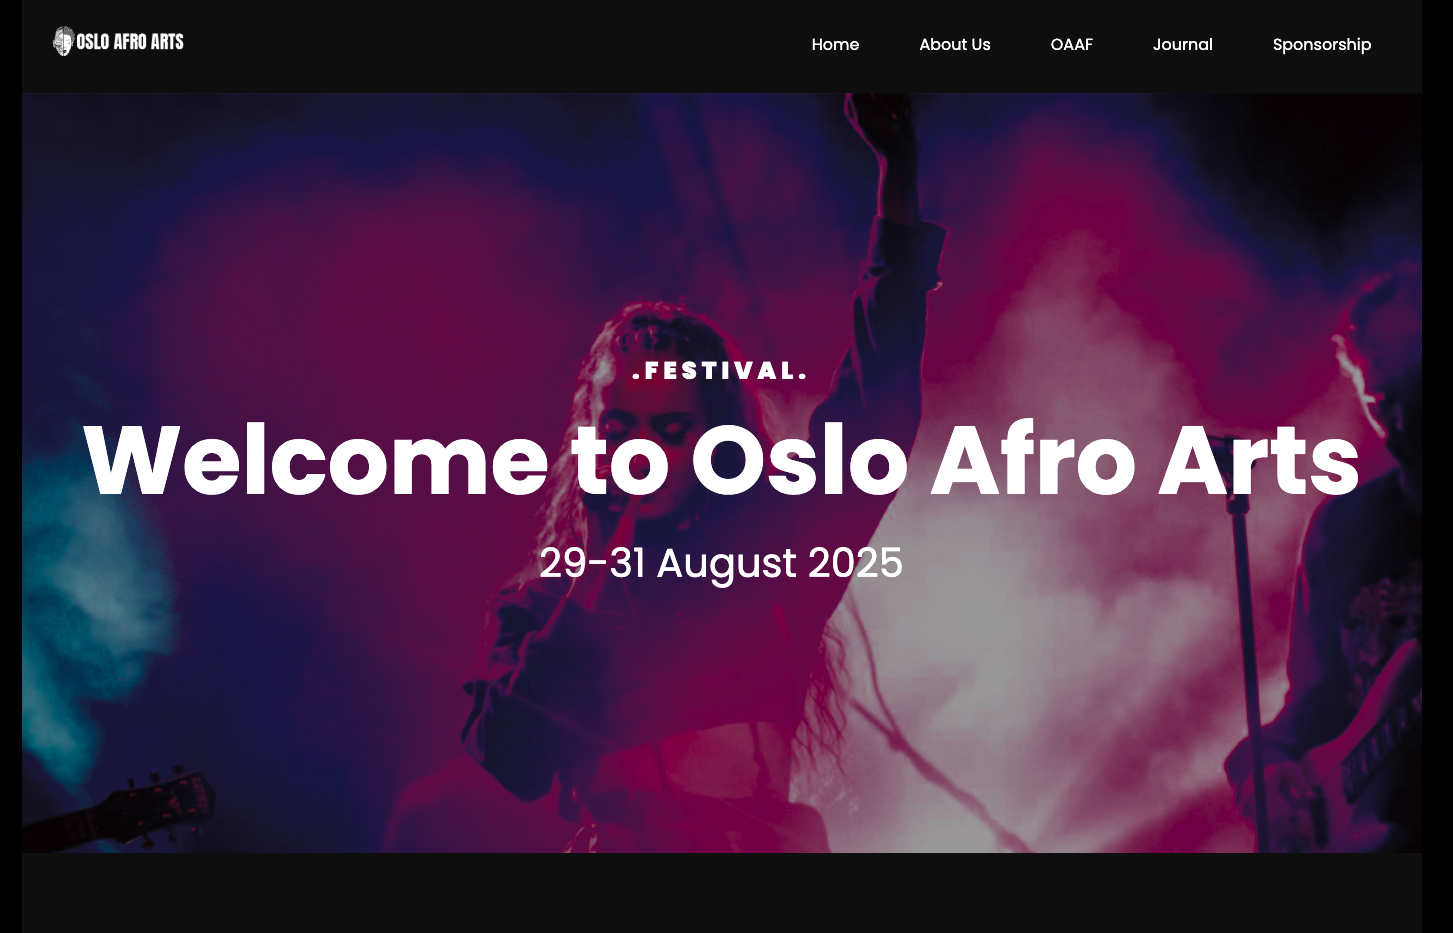 OSLO AFRO ARTS
Home About Us OAAF Journal Sponsorship
.FESTIVAL.
Welcome to Oslo Afro Arts
29-31 August 2025